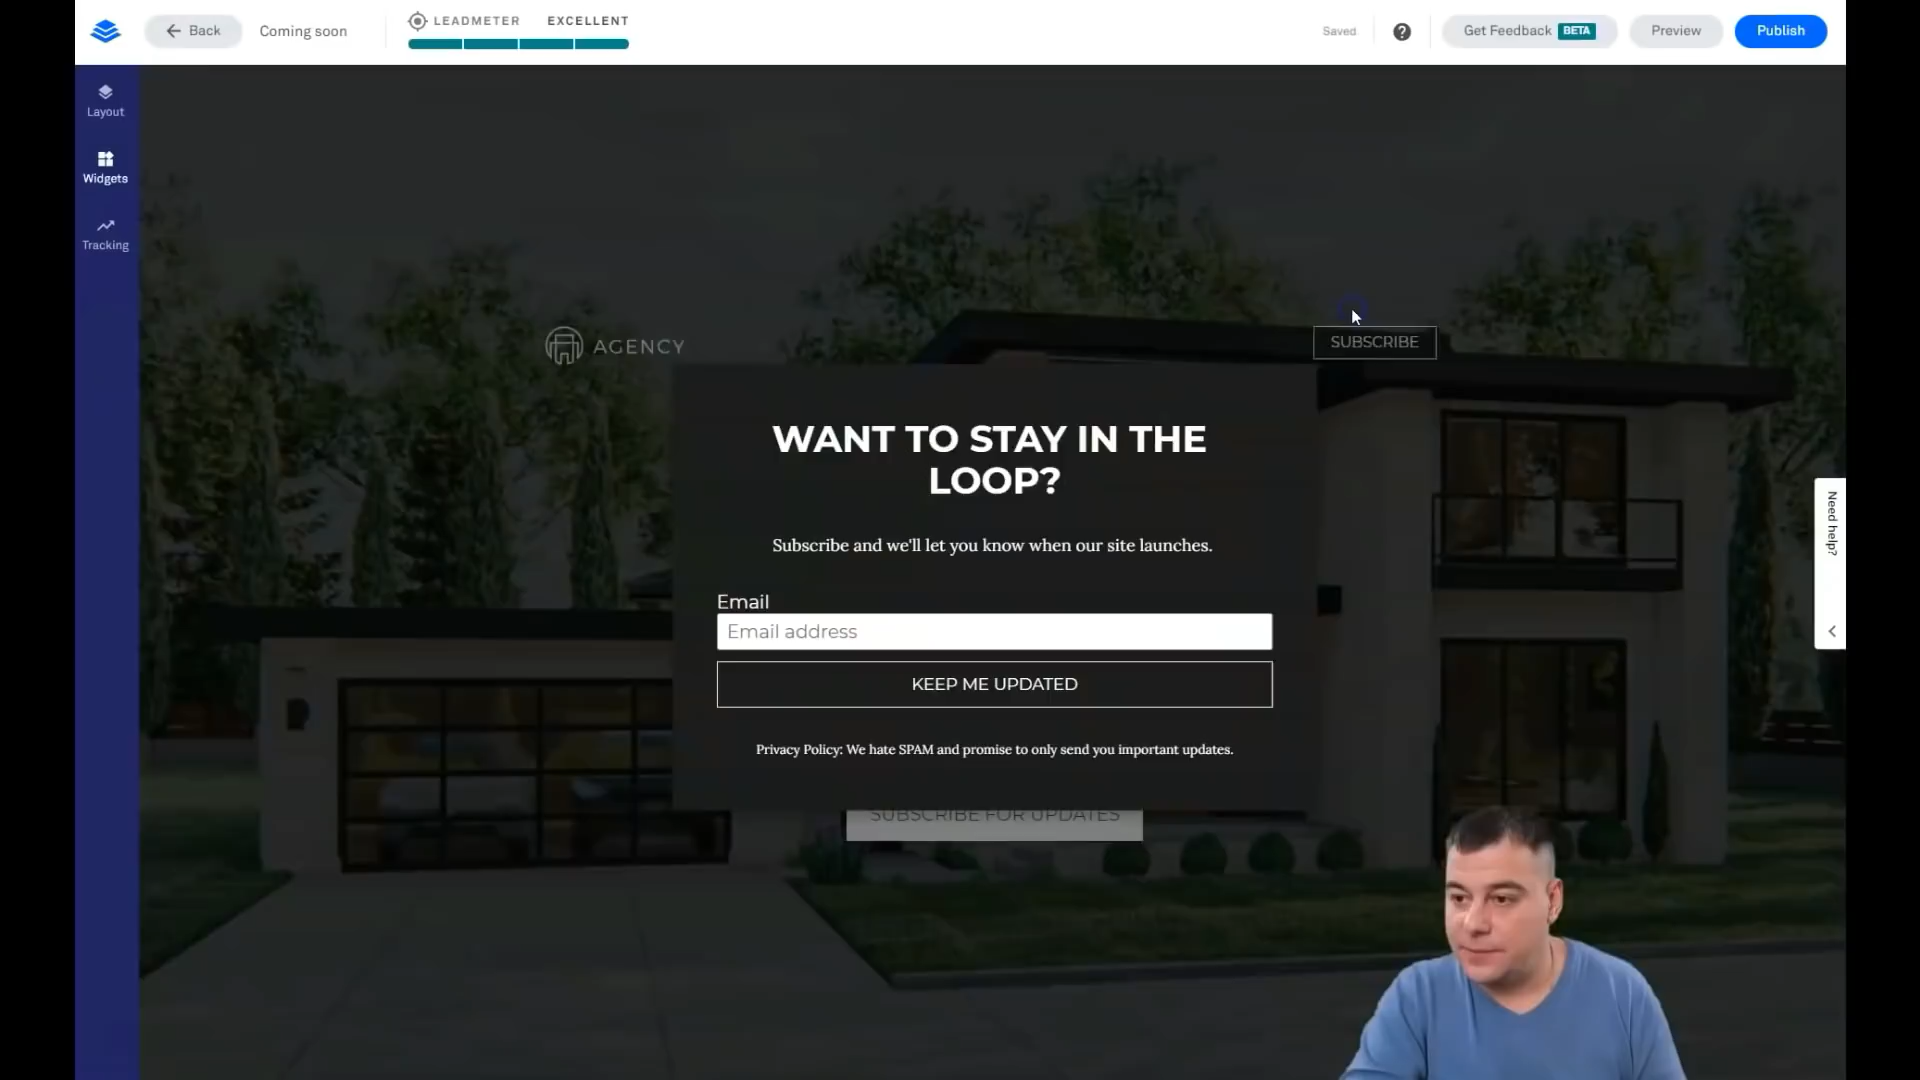 Back
Coming soon
LEADMETER EXCELLENT
Saved
?
Get Feedback BETA
Preview
Publish
Layout
Widgets
Tracking
AGENCY
SUBSCRIBE
WANT TO STAY IN THE
LOOP?
Subscribe and we'll let you know when our site launches.
Email
Email address
KEEP ME UPDATED
Privacy Policy: We hate SPAM and promise to only send you important updates.
SUBSCRIBE FOR UPDATES
Need help?